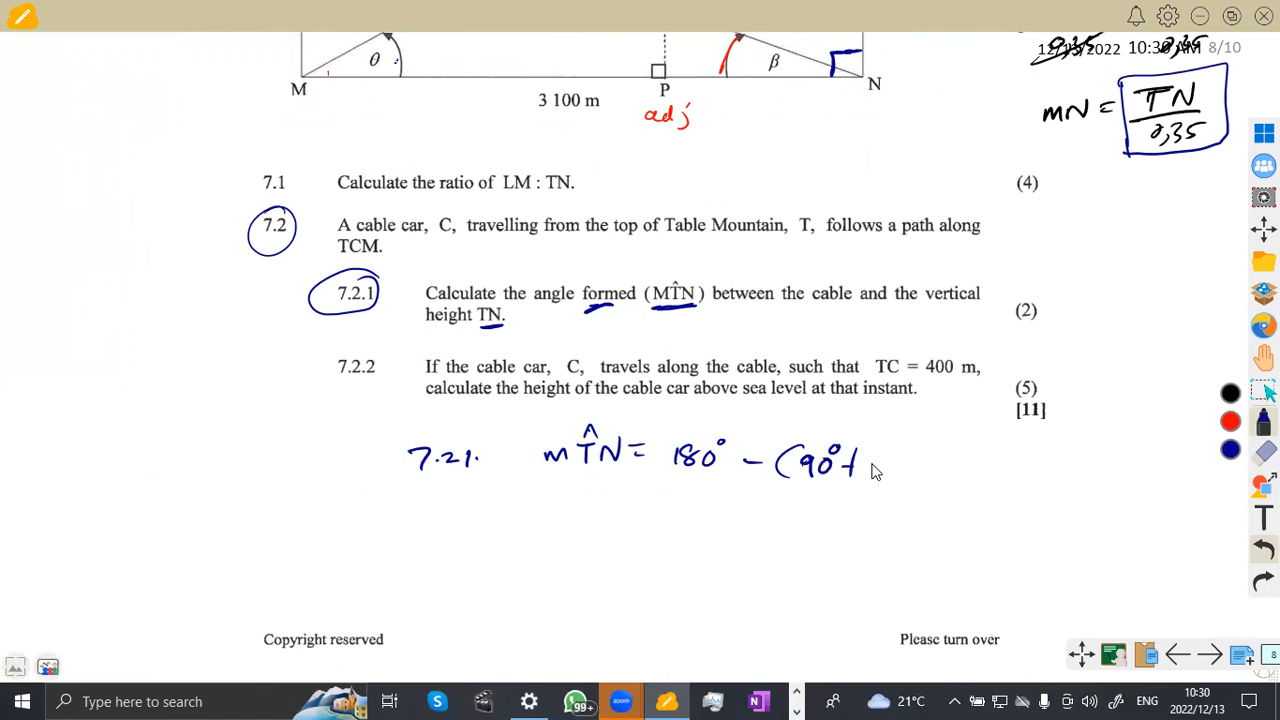 12/13/2022 10:30 AM 8/10
θ
β
M
P
N
3 100 m
adj
mN = TN / 0,35
7.1 Calculate the ratio of LM : TN. (4)
7.2 A cable car, C, travelling from the top of Table Mountain, T, follows a path along
TCM.
7.2.1 Calculate the angle formed (MT̂N) between the cable and the vertical
height TN. (2)
7.2.2 If the cable car, C, travels along the cable, such that TC = 400 m,
calculate the height of the cable car above sea level at that instant. (5)
[11]
7.21. mT̂N = 180° - (90° +
Copyright reserved Please turn over
8
Type here to search
99+
zoom
N
21°C
ENG
10:30
2022/12/13